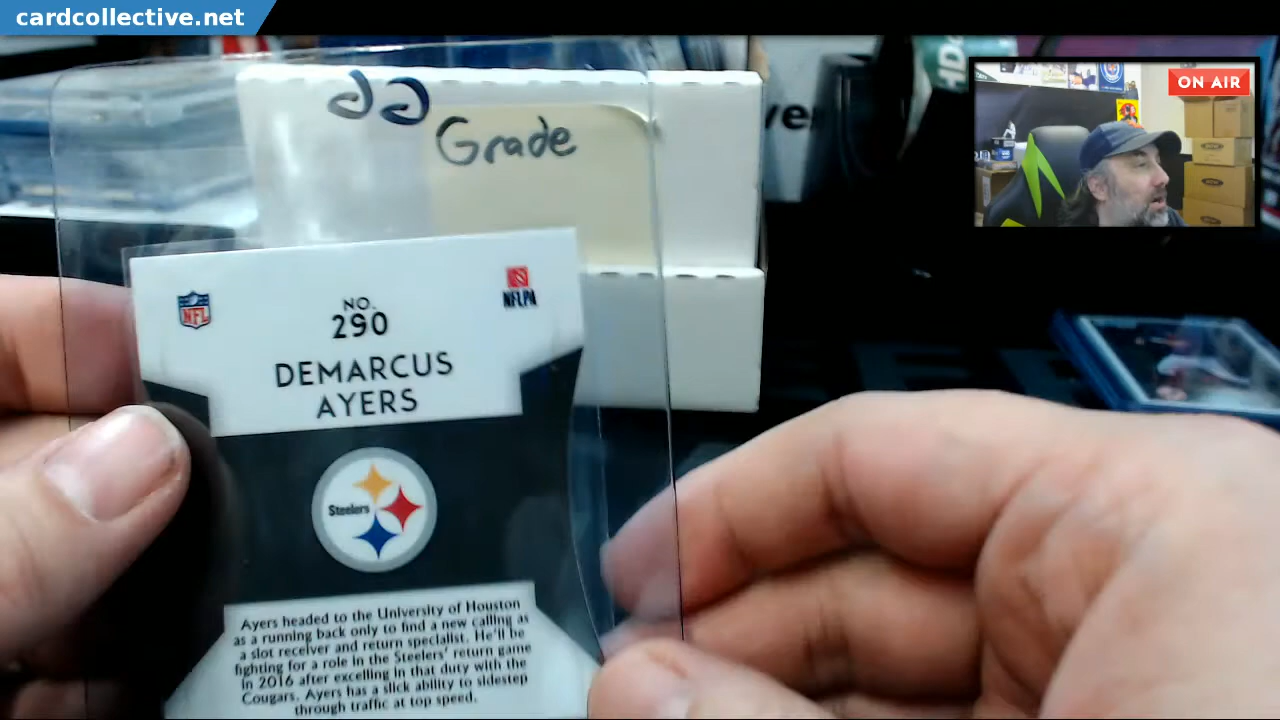 cardcollective.net
ON AIR
Grade
NFL
NFLPA
NO.
290
DEMARCUS
AYERS
Steelers
Ayers headed to the University of Houston
as a running back only to find a new calling as
a slot receiver and return specialist. He'll be
fighting for a role in the Steelers' return game
in 2016 after excelling in that duty with the
Cougars. Ayers has a slick ability to sidestep
through traffic at top speed.